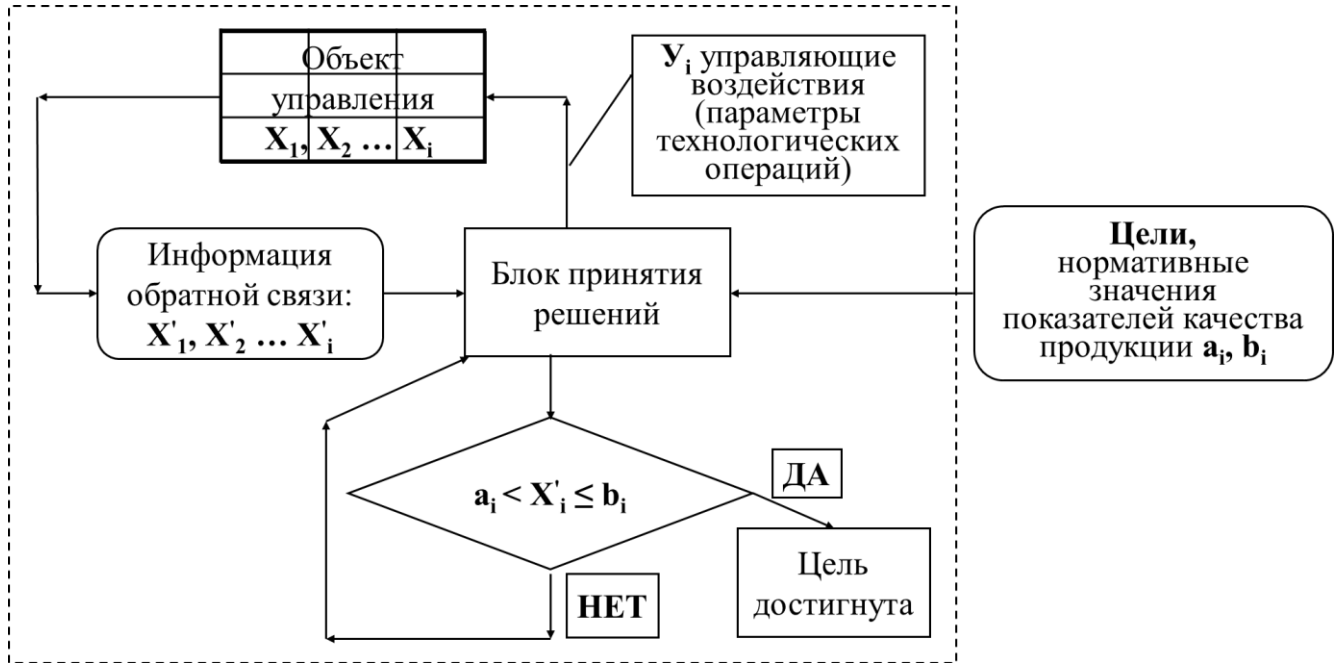 Объект
управления
X₁, X₂ ... Xᵢ
Уᵢ управляющие
воздействия
(параметры
технологических
операций)
Информация
обратной связи:
X'₁, X'₂ ... X'ᵢ
Блок принятия
решений
Цели,
нормативные
значения
показателей качества
продукции aᵢ, bᵢ
aᵢ < X'ᵢ ≤ bᵢ
ДА
НЕТ
Цель
достигнута